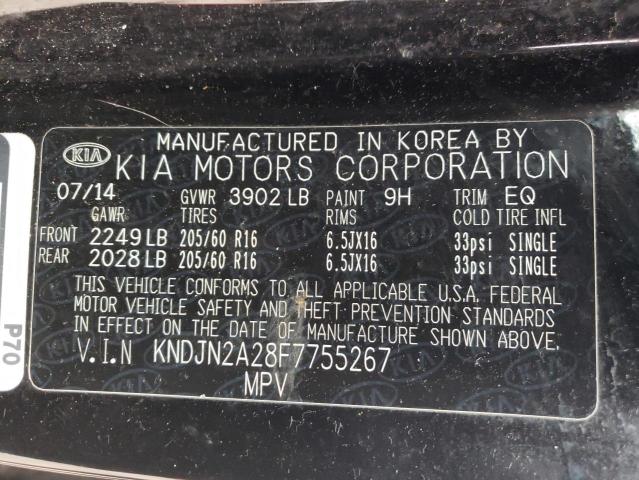 MANUFACTURED IN KOREA BY
KIA KIA MOTORS CORPORATION
07/14 GVWR 3902 LB PAINT 9H TRIM EQ
GAWR TIRES RIMS COLD TIRE INFL
FRONT 2249 LB 205/60 R16 6.5JX16 33psi SINGLE
REAR 2028 LB 205/60 R16 6.5JX16 33psi SINGLE
THIS VEHICLE CONFORMS TO ALL APPLICABLE U.S.A. FEDERAL
MOTOR VEHICLE SAFETY AND THEFT PREVENTION STANDARDS
IN EFFECT ON THE DATE OF MANUFACTURE SHOWN ABOVE.
V.I.N KNDJN2A28F7755267
MPV
P70